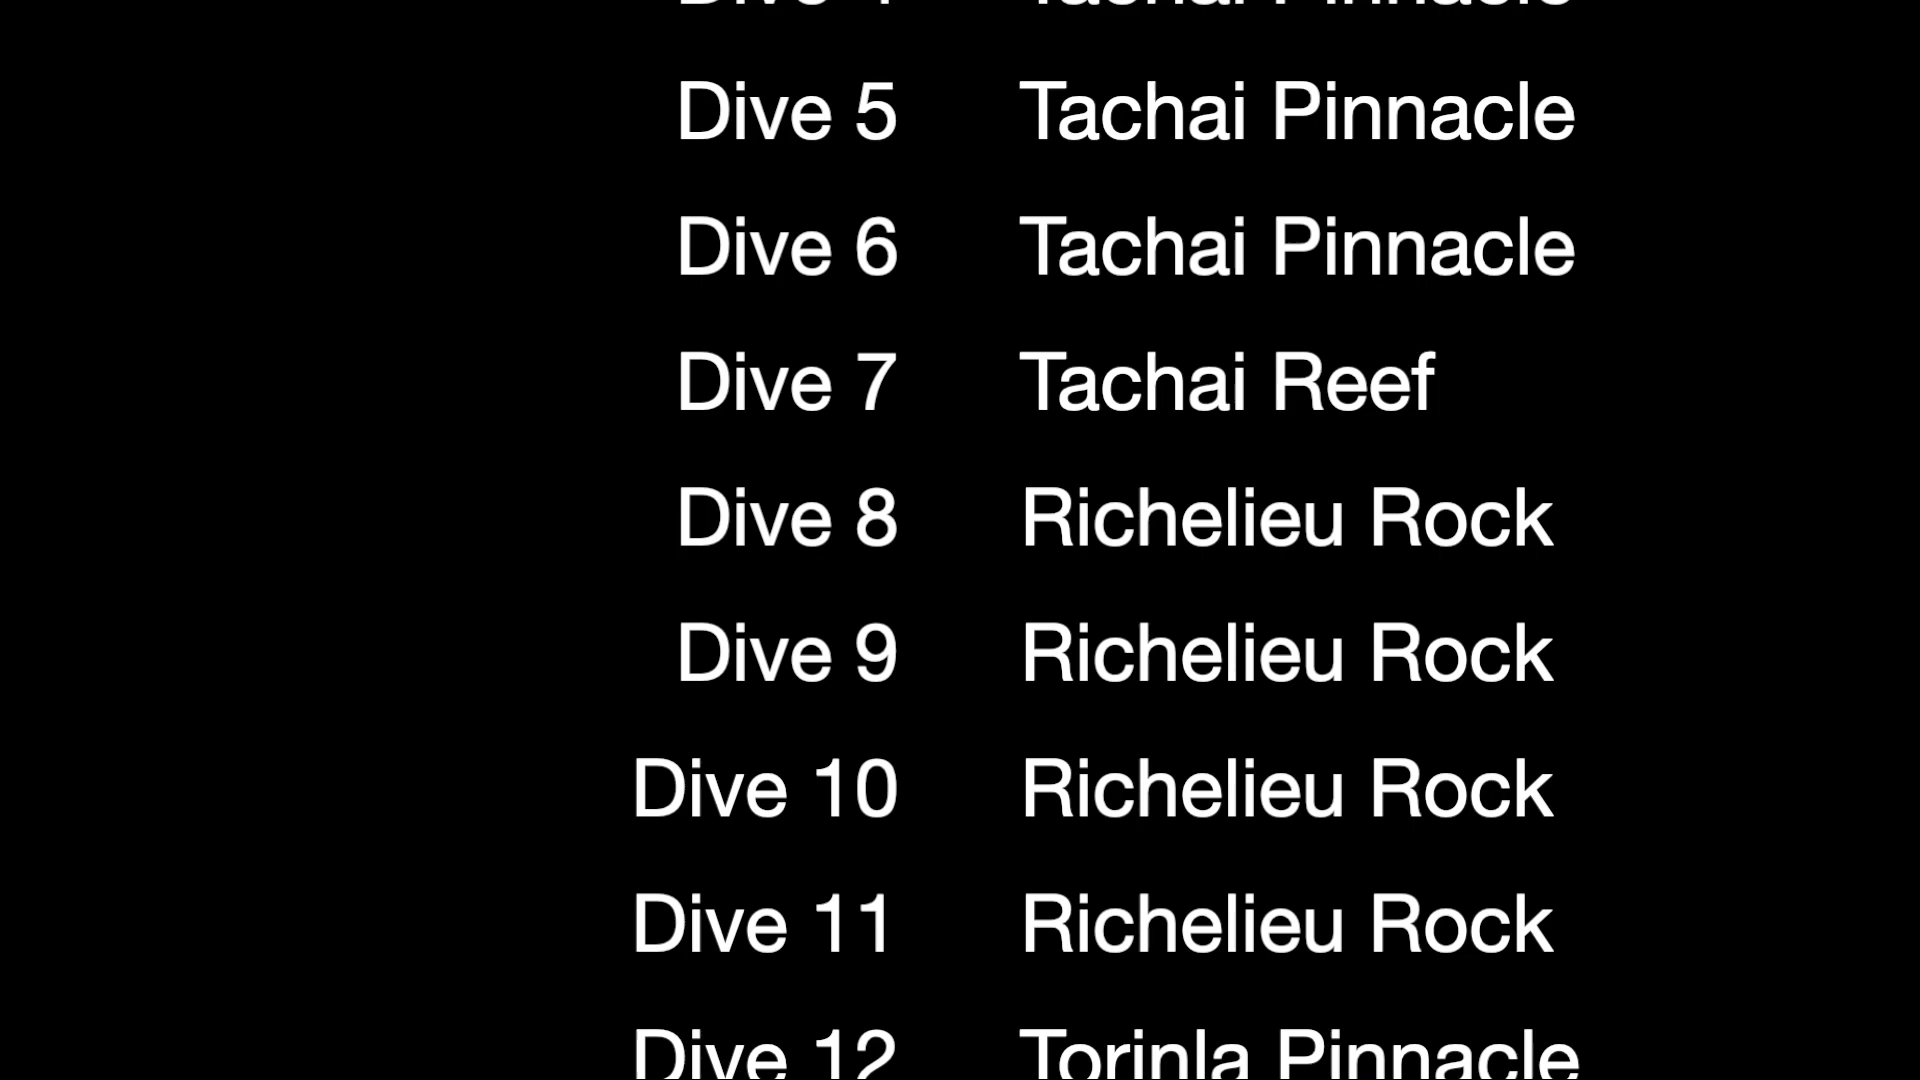 Dive 5 Tachai Pinnacle
Dive 6 Tachai Pinnacle
Dive 7 Tachai Reef
Dive 8 Richelieu Rock
Dive 9 Richelieu Rock
Dive 10 Richelieu Rock
Dive 11 Richelieu Rock
Dive 12 Torinla Pinnacle